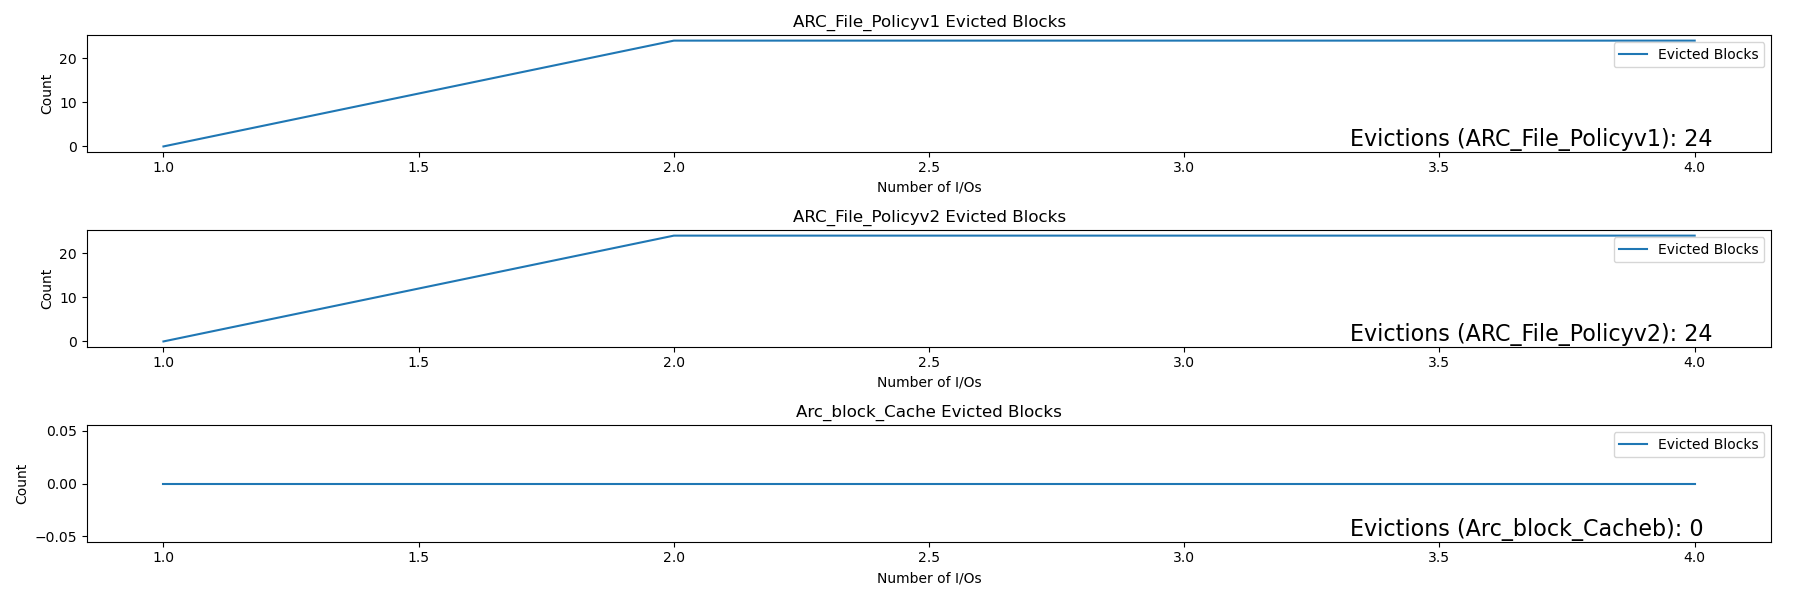 ARC_File_Policyv1 Evicted Blocks
20
10
0
Count
Evicted Blocks
Evictions (ARC_File_Policyv1): 24
1.0 1.5 2.0 2.5 3.0 3.5 4.0
Number of I/Os
ARC_File_Policyv2 Evicted Blocks
20
10
0
Count
Evicted Blocks
Evictions (ARC_File_Policyv2): 24
1.0 1.5 2.0 2.5 3.0 3.5 4.0
Number of I/Os
Arc_block_Cache Evicted Blocks
0.05
0.00
−0.05
Count
Evicted Blocks
Evictions (Arc_block_Cacheb): 0
1.0 1.5 2.0 2.5 3.0 3.5 4.0
Number of I/Os